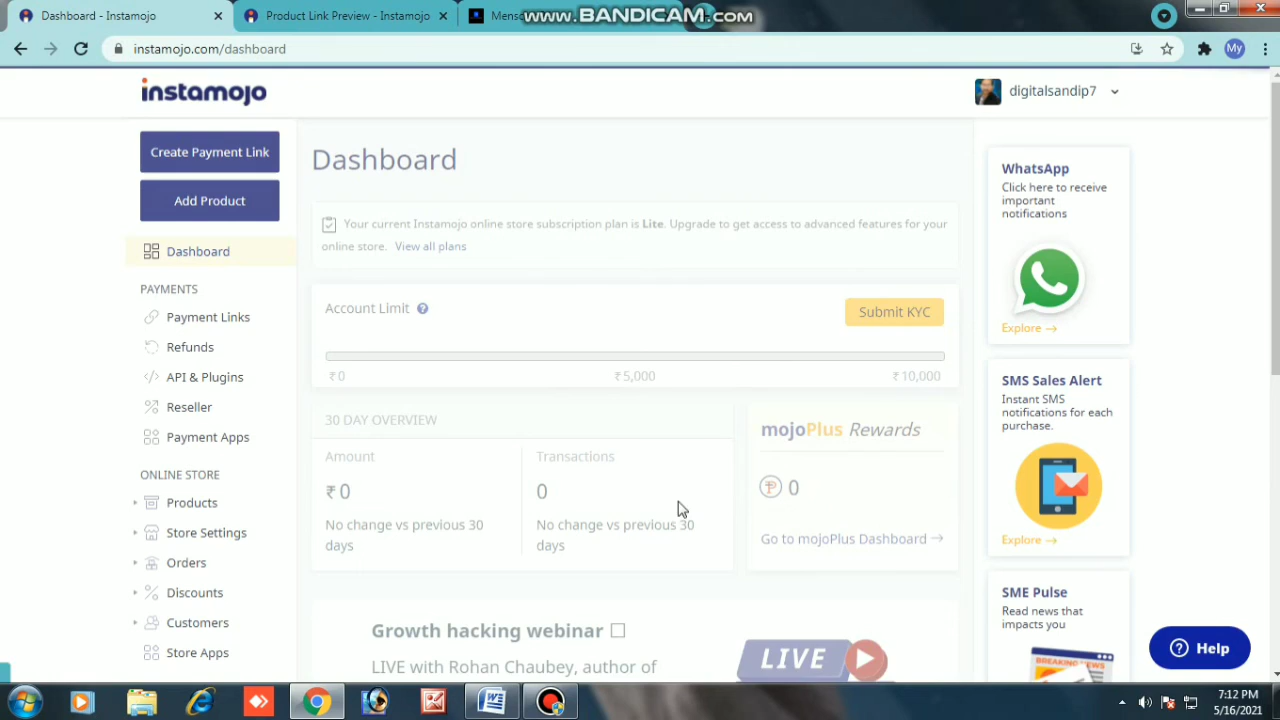 Dashboard - Instamojo
Product Link Preview - Instamojo
Mens
www.BANDICAM.com
instamojo.com/dashboard
My
instamojo
digitalsandip7
Create Payment Link
Add Product
Dashboard
PAYMENTS
Payment Links
Refunds
API & Plugins
Reseller
Payment Apps
ONLINE STORE
Products
Store Settings
Orders
Discounts
Customers
Store Apps
Dashboard
Your current Instamojo online store subscription plan is Lite. Upgrade to get access to advanced features for your
online store. View all plans
Account Limit
Submit KYC
₹0
₹5,000
₹10,000
30 DAY OVERVIEW
Amount
₹0
No change vs previous 30
days
Transactions
0
No change vs previous 30
days
mojoPlus Rewards
0
Go to mojoPlus Dashboard →
Growth hacking webinar
LIVE with Rohan Chaubey, author of
LIVE
WhatsApp
Click here to receive
important
notifications
Explore →
SMS Sales Alert
Instant SMS
notifications for each
purchase.
Explore →
SME Pulse
Read news that
impacts you
BREAKING NEWS
Help
7:12 PM
5/16/2021